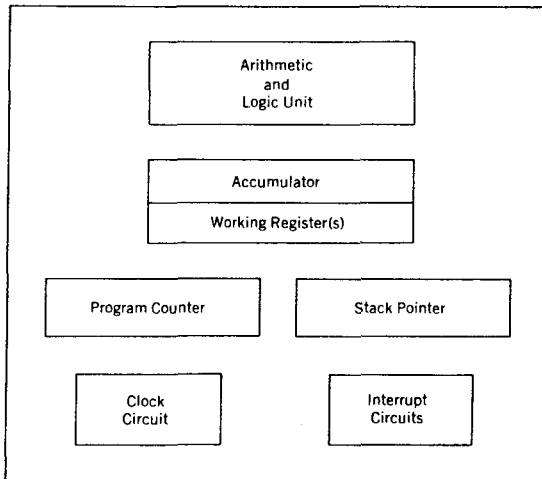 Arithmetic
and
Logic Unit
Accumulator
Working Register(s)
Program Counter
Stack Pointer
Clock
Circuit
Interrupt
Circuits